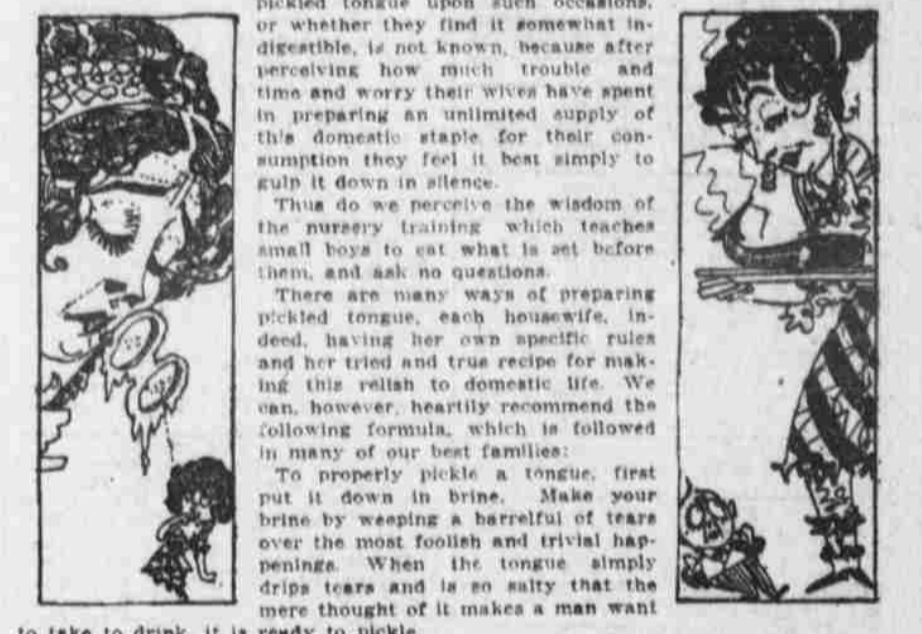 pickled tongue upon such occasions,
or whether they find it somewhat in-
digestible, is not known, because after
perceiving how much trouble and
time and worry their wives have spent
in preparing an unlimited supply of
this domestic staple for their con-
sumption they feel it best simply to
gulp it down in silence.
Thus do we perceive the wisdom of
the nursery training which teaches
small boys to eat what is set before
them, and ask no questions.
There are many ways of preparing
pickled tongue, each housewife, in-
deed, having her own specific rules
and her tried and true recipe for mak-
ing this relish to domestic life. We
can, however, heartily recommend the
following formula, which is followed
in many of our best families:
To properly pickle a tongue, first
put it down in brine. Make your
brine by weeping a barrelful of tears
over the most foolish and trivial hap-
penings. When the tongue simply
drips tears and is so salty that the
mere thought of it makes a man want
to take to drink, it is ready to pickle